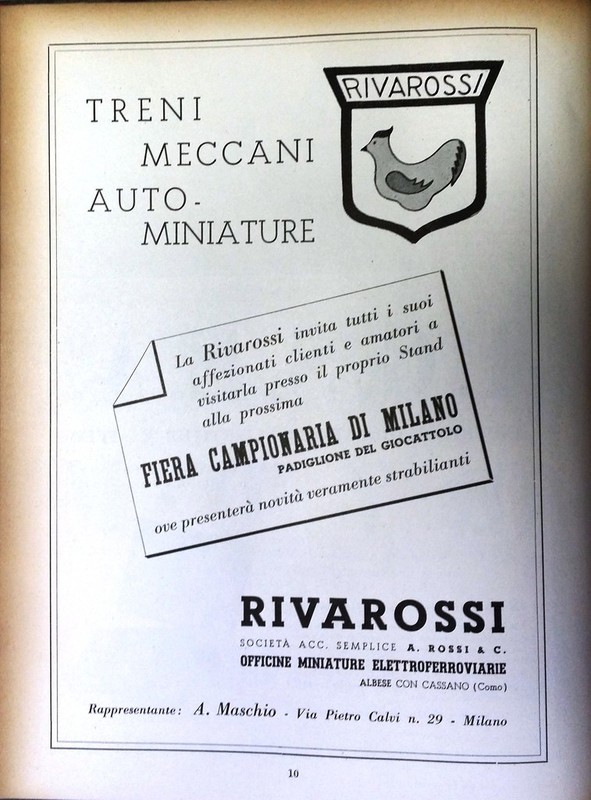 RIVAROSSI
TRENI
MECCANI
AUTO-
MINIATURE
La Rivarossi invita tutti i suoi
affezionati clienti e amatori a
visitarla presso il proprio Stand
alla prossima
FIERA CAMPIONARIA DI MILANO
PADIGLIONE DEL GIOCATTOLO
ove presenterà novità veramente strabilianti
RIVAROSSI
SOCIETÀ ACC. SEMPLICE A. ROSSI & C.
OFFICINE MINIATURE ELETTROFERROVIARIE
ALBESE CON CASSANO (Como)
Rappresentante: A. Maschio - Via Pietro Calvi n. 29 - Milano
10